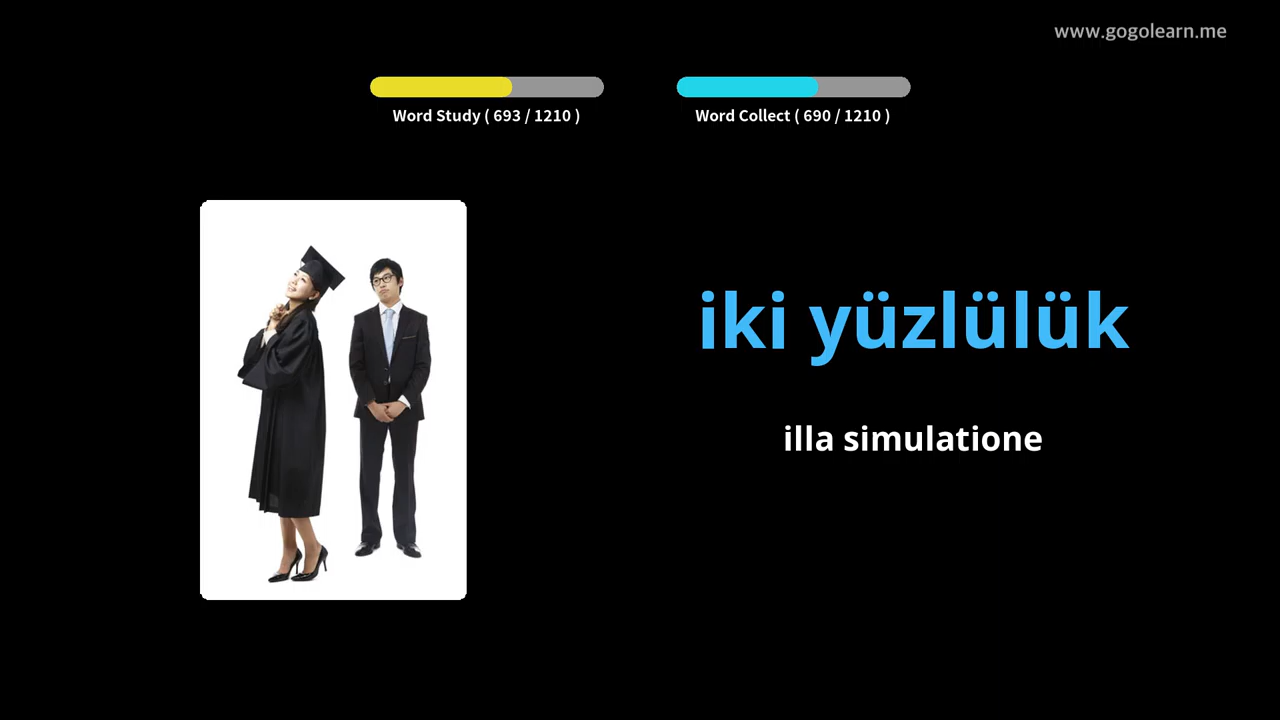 www.gogolearn.me
Word Study ( 693 / 1210 )
Word Collect ( 690 / 1210 )
iki yüzlülük
illa simulatione